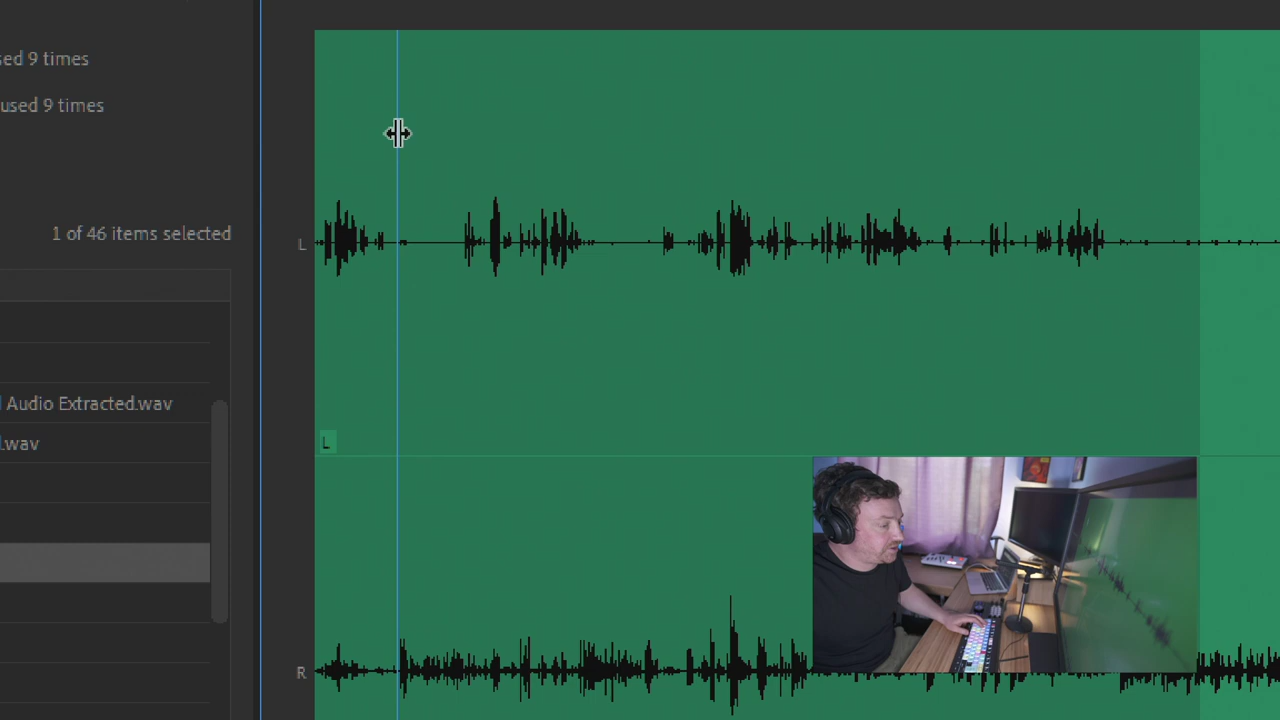 sed 9 times
used 9 times
1 of 46 items selected
Audio Extracted.wav
.wav
L
L
R